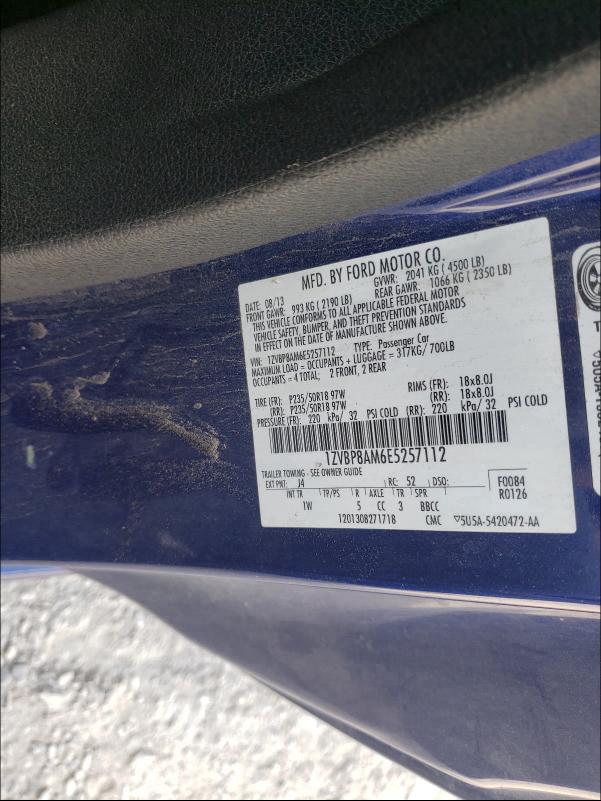 MFD. BY FORD MOTOR CO.
DATE: 08/13 GVWR: 2041 KG ( 4500 LB)
FRONT GAWR: 993 KG ( 2190 LB) REAR GAWR: 1066 KG ( 2350 LB)
THIS VEHICLE CONFORMS TO ALL APPLICABLE FEDERAL MOTOR
VEHICLE SAFETY, BUMPER, AND THEFT PREVENTION STANDARDS
IN EFFECT ON THE DATE OF MANUFACTURE SHOWN ABOVE.
VIN: 1ZVBP8AM6E5257112 TYPE: Passenger Car
MAXIMUM LOAD = OCCUPANTS + LUGGAGE = 317KG/ 700LB
OCCUPANTS = 4 TOTAL; 2 FRONT, 2 REAR
TIRE (FR): P235/50R18 97W RIMS (FR): 18x8.0J
(RR): P235/50R18 97W (RR): 18x8.0J
PRESSURE (FR): 220 kPa/ 32 PSI COLD (RR): 220 kPa/ 32 PSI COLD
1ZVBP8AM6E5257112
TRAILER TOWING - SEE OWNER GUIDE
EXT PNT: J4 RC: 52 DSO: F0084
INT TR TP/PS R AXLE TR SPR R0126
1W 5 CC 3 BBCC
1201308271718 CMC ▽5U5A-5420472-AA